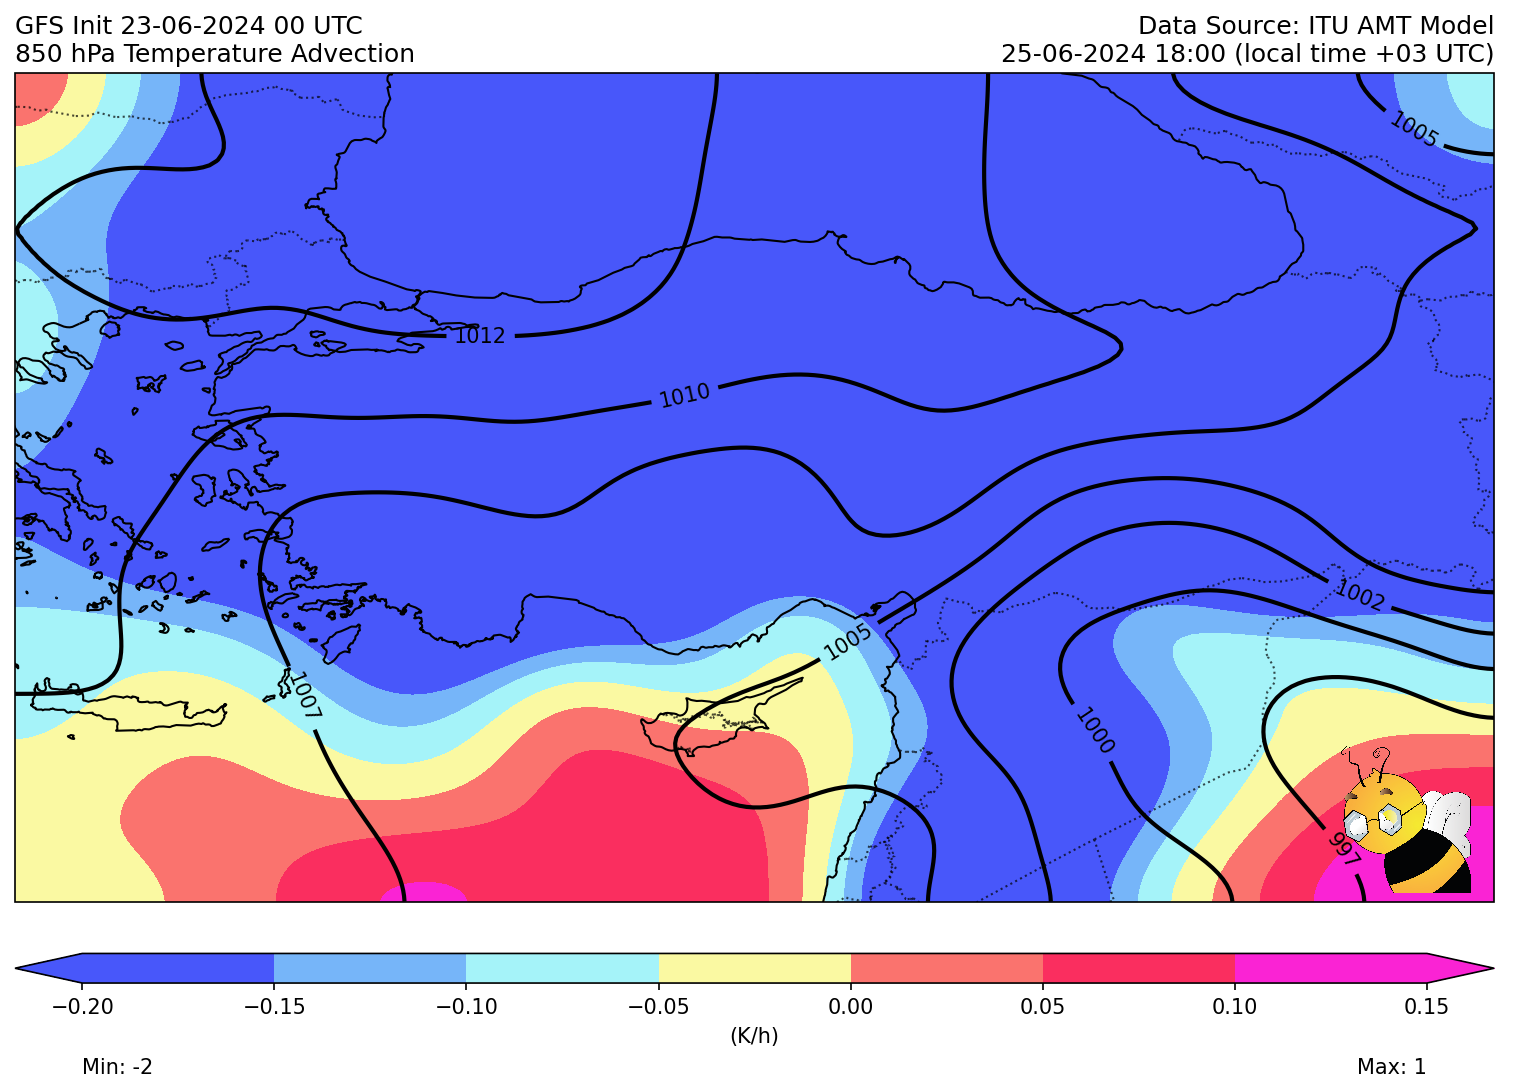 GFS Init 23-06-2024 00 UTC
Data Source: ITU AMT Model
850 hPa Temperature Advection
25-06-2024 18:00 (local time +03 UTC)
1005
1012
1010
1002
1005
1007
1000
997
−0.20 −0.15 −0.10 −0.05 0.00 0.05 0.10 0.15
(K/h)
Min: -2
Max: 1